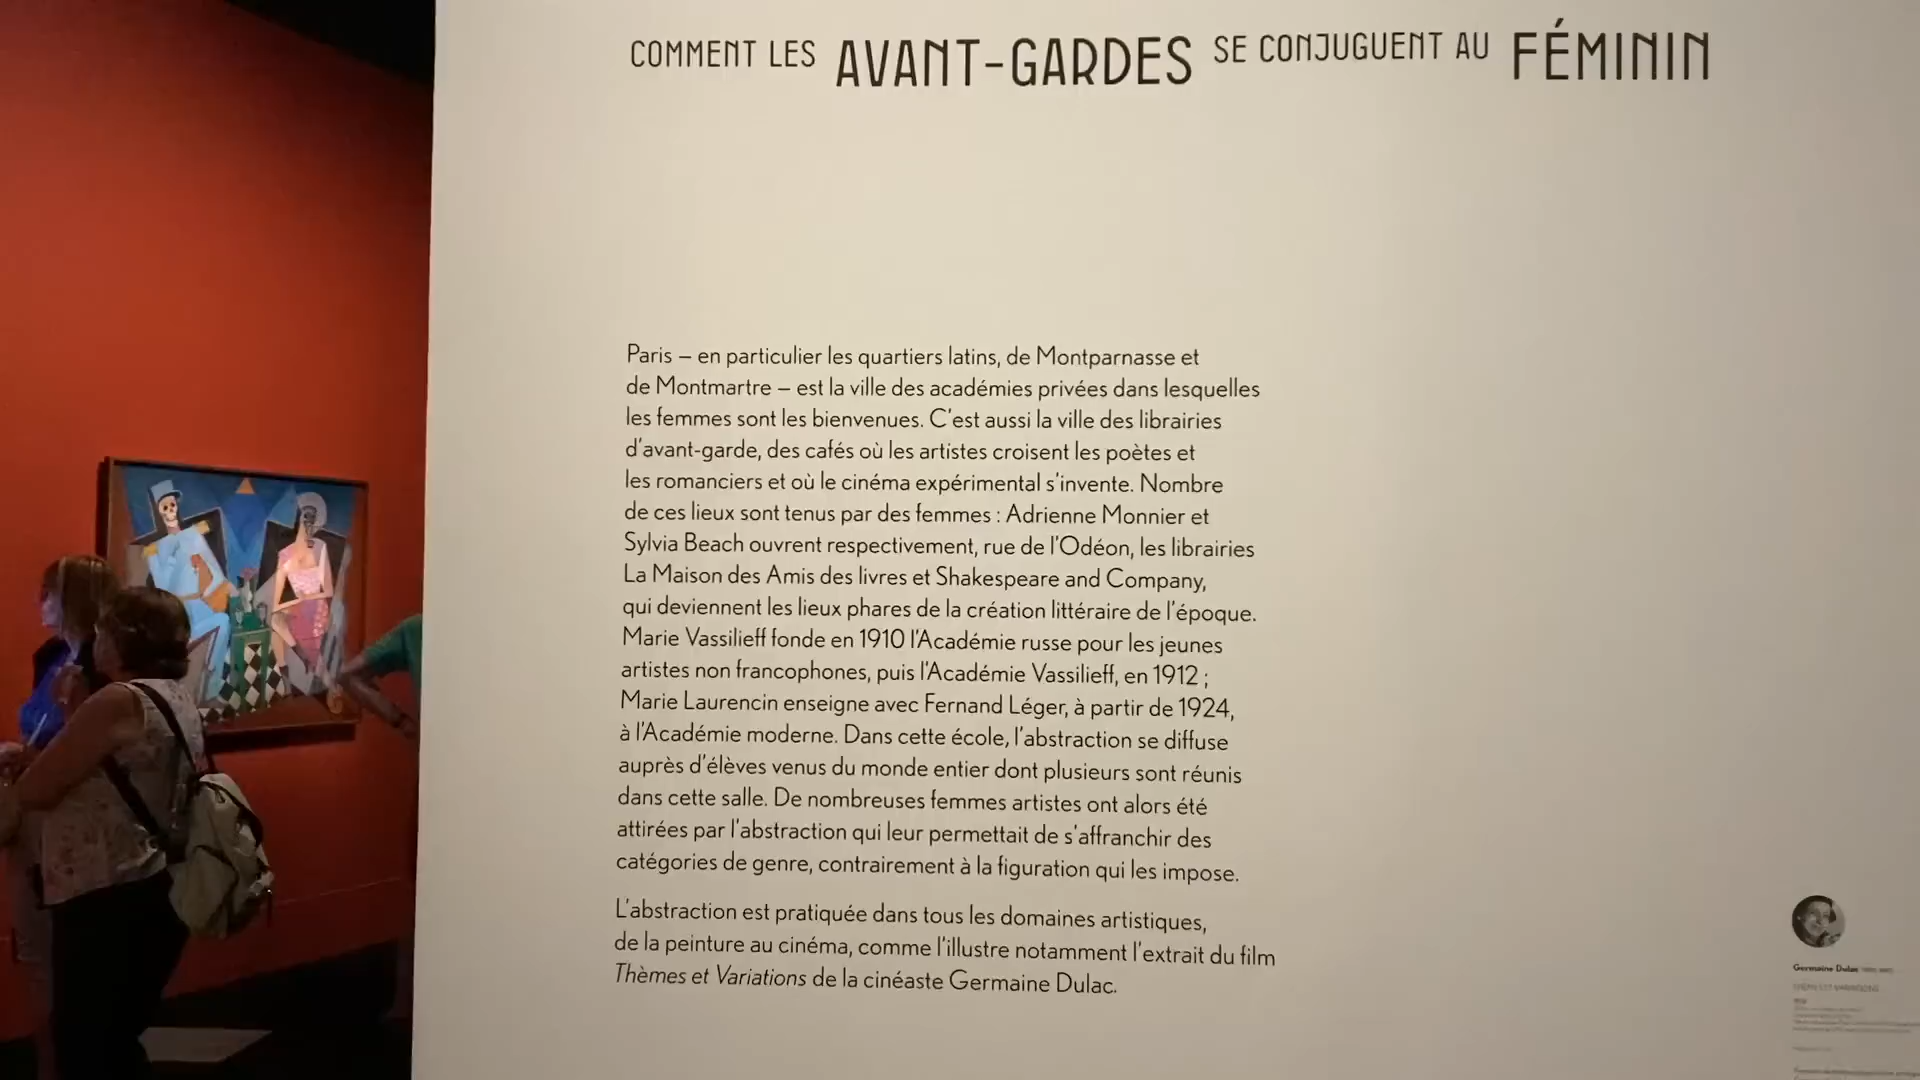 COMMENT LES AVANT-GARDES SE CONJUGUENT AU FÉMININ
Paris – en particulier les quartiers latins, de Montparnasse et
de Montmartre – est la ville des académies privées dans lesquelles
les femmes sont les bienvenues. C'est aussi la ville des librairies
d'avant-garde, des cafés où les artistes croisent les poètes et
les romanciers et où le cinéma expérimental s'invente. Nombre
de ces lieux sont tenus par des femmes : Adrienne Monnier et
Sylvia Beach ouvrent respectivement, rue de l'Odéon, les librairies
La Maison des Amis des livres et Shakespeare and Company,
qui deviennent les lieux phares de la création littéraire de l'époque.
Marie Vassilieff fonde en 1910 l'Académie russe pour les jeunes
artistes non francophones, puis l'Académie Vassilieff, en 1912 ;
Marie Laurencin enseigne avec Fernand Léger, à partir de 1924,
à l'Académie moderne. Dans cette école, l'abstraction se diffuse
auprès d'élèves venus du monde entier dont plusieurs sont réunis
dans cette salle. De nombreuses femmes artistes ont alors été
attirées par l'abstraction qui leur permettait de s'affranchir des
catégories de genre, contrairement à la figuration qui les impose.
L'abstraction est pratiquée dans tous les domaines artistiques,
de la peinture au cinéma, comme l'illustre notamment l'extrait du film
Thèmes et Variations de la cinéaste Germaine Dulac.
Germaine Dulac